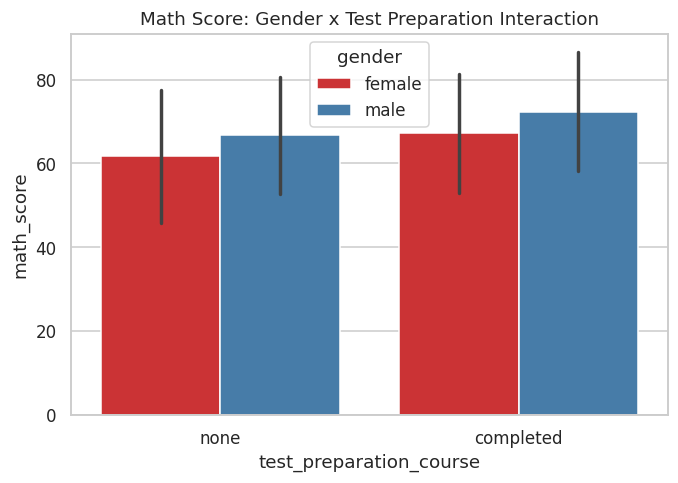 Math Score: Gender x Test Preparation Interaction
gender
female
male
math_score
80
60
40
20
0
none
completed
test_preparation_course